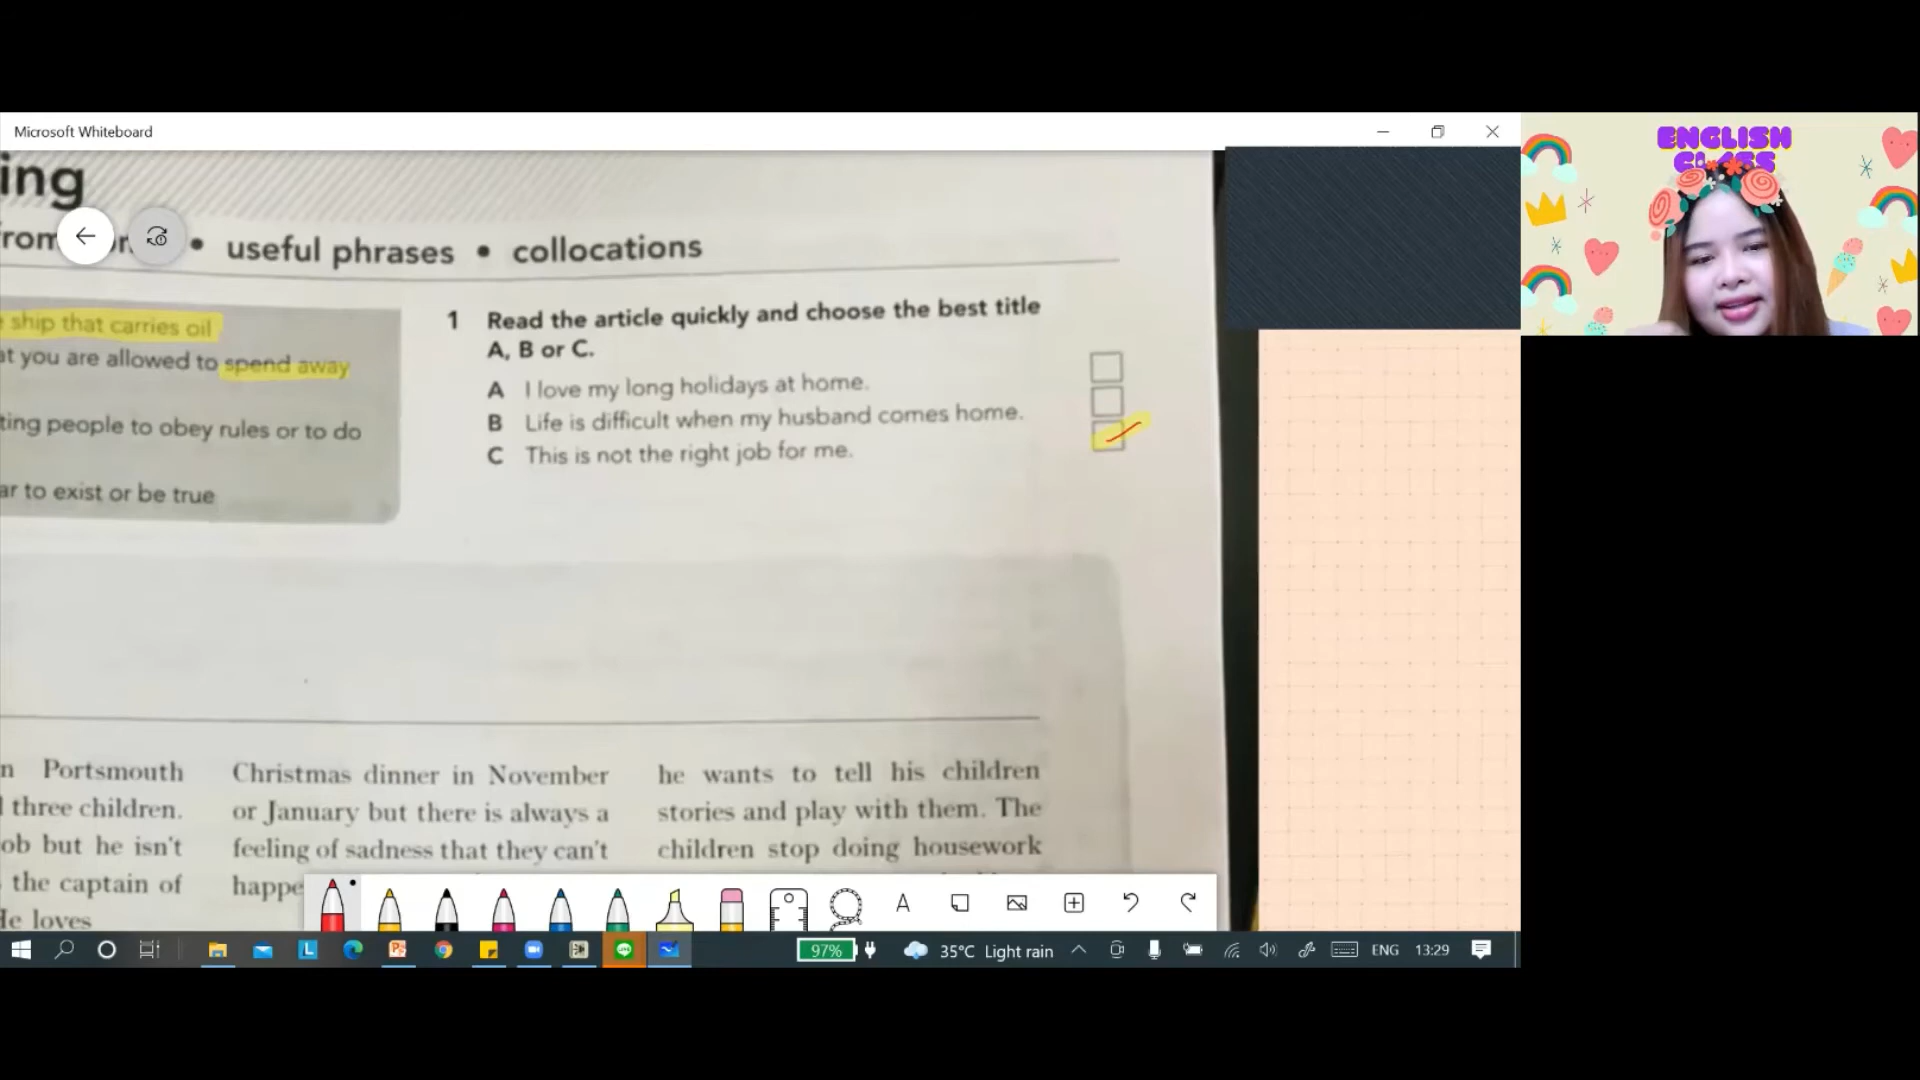 Microsoft Whiteboard
ENGLISH
CLASS
ing
from
• useful phrases • collocations
ship that carries oil
at you are allowed to spend away
ting people to obey rules or to do
ar to exist or be true
1 Read the article quickly and choose the best title
A, B or C.
A I love my long holidays at home.
B Life is difficult when my husband comes home.
C This is not the right job for me.
n Portsmouth
three children.
ob but he isn't
the captain of
He loves
Christmas dinner in November
or January but there is always a
feeling of sadness that they can't
happe
he wants to tell his children
stories and play with them. The
children stop doing housework
97% 35°C Light rain ENG 13:29